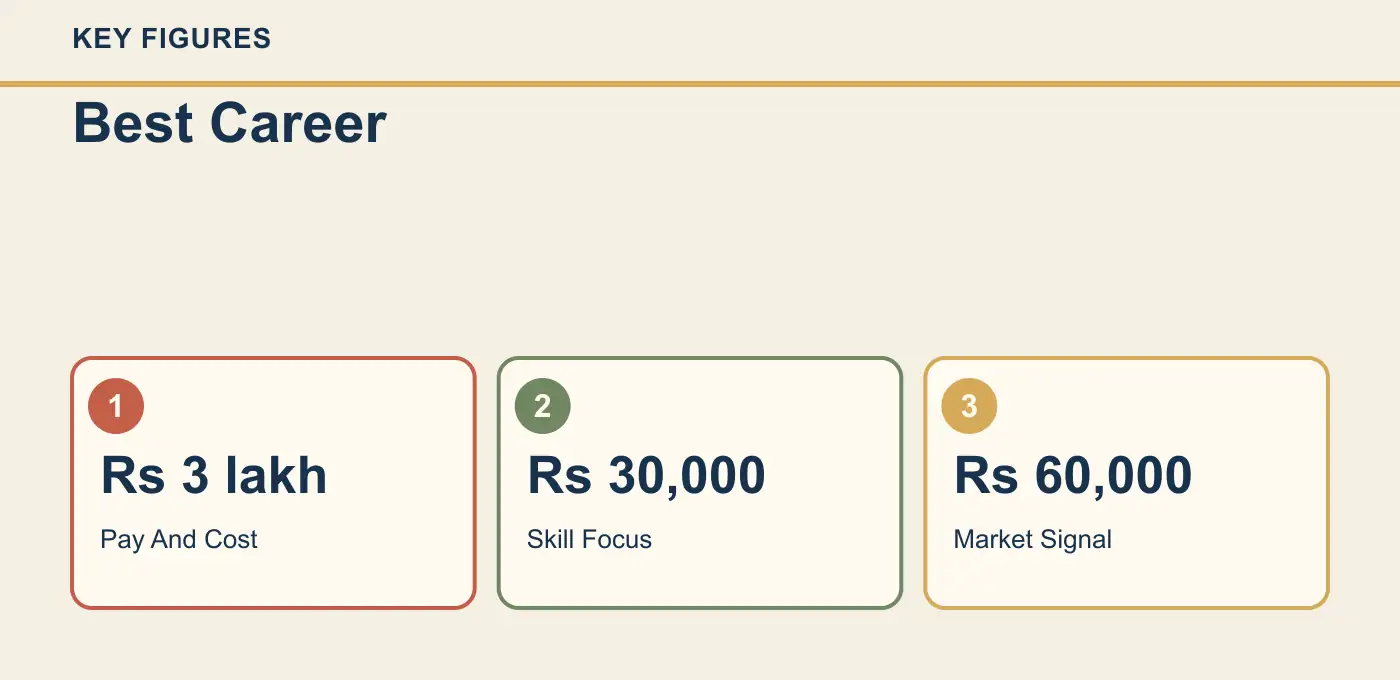 KEY FIGURES
Best Career
1
Rs 3 lakh
Pay And Cost
2
Rs 30,000
Skill Focus
3
Rs 60,000
Market Signal